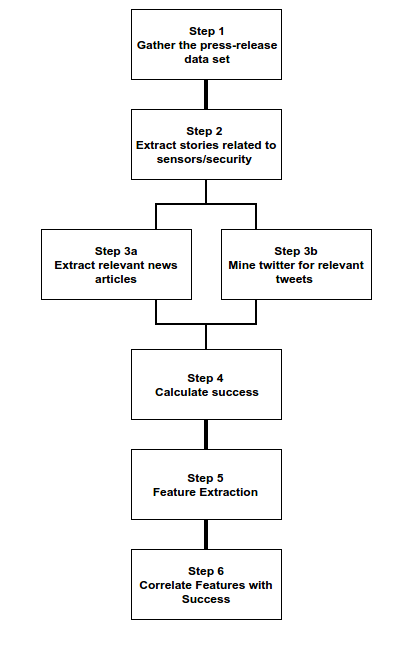 Step 1
Gather the press-release
data set
Step 2
Extract stories related to
sensors/security
Step 3a
Extract relevant news
articles
Step 3b
Mine twitter for relevant
tweets
Step 4
Calculate success
Step 5
Feature Extraction
Step 6
Correlate Features with
Success